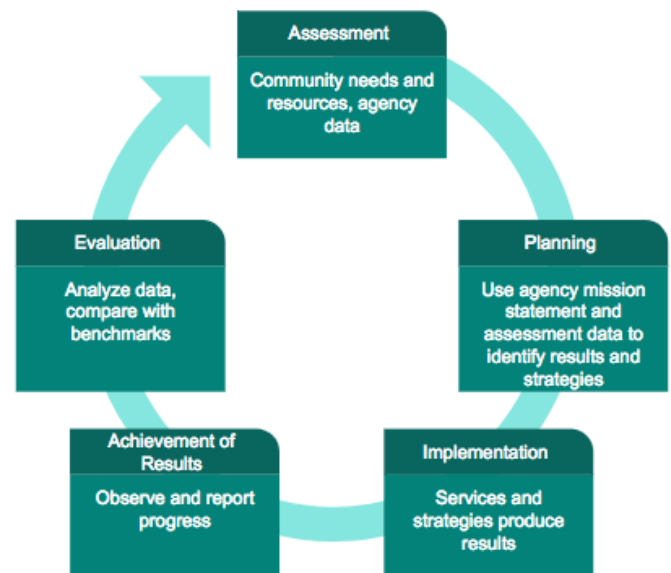 Assessment
Community needs and
resources, agency
data
Planning
Use agency mission
statement and
assessment data to
identify results and
strategies
Implementation
Services and
strategies produce
results
Achievement of
Results
Observe and report
progress
Evaluation
Analyze data,
compare with
benchmarks